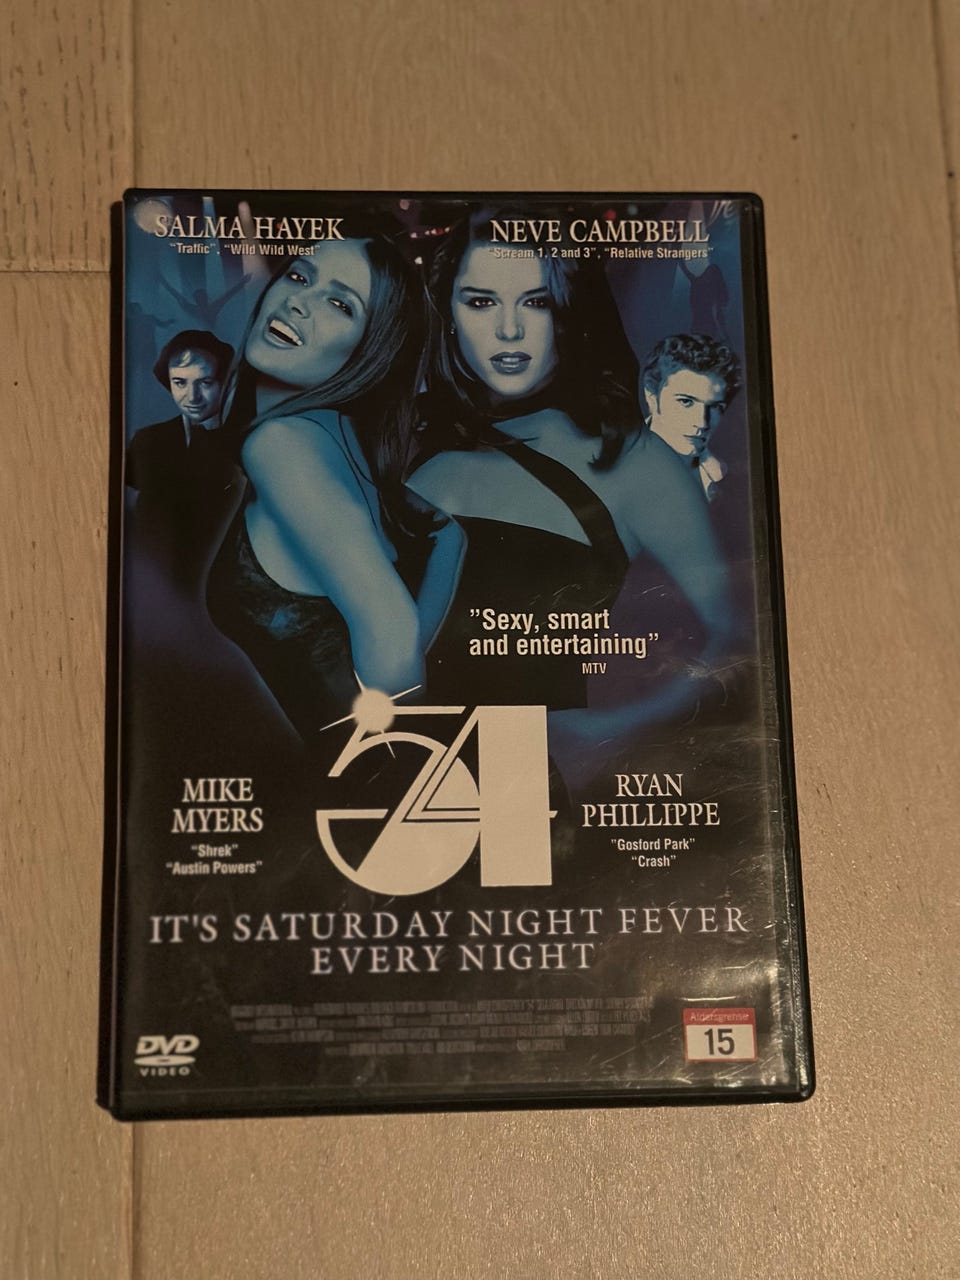 SALMA HAYEK
"Traffic", "Wild Wild West"
NEVE CAMPBELL
"Scream 1, 2 and 3", "Relative Strangers"
"Sexy, smart
and entertaining"
MTV
54
MIKE
MYERS
"Shrek"
"Austin Powers"
RYAN
PHILLIPPE
"Gosford Park"
"Crash"
IT'S SATURDAY NIGHT FEVER
EVERY NIGHT
DVD
VIDEO
Aldersgrense
15